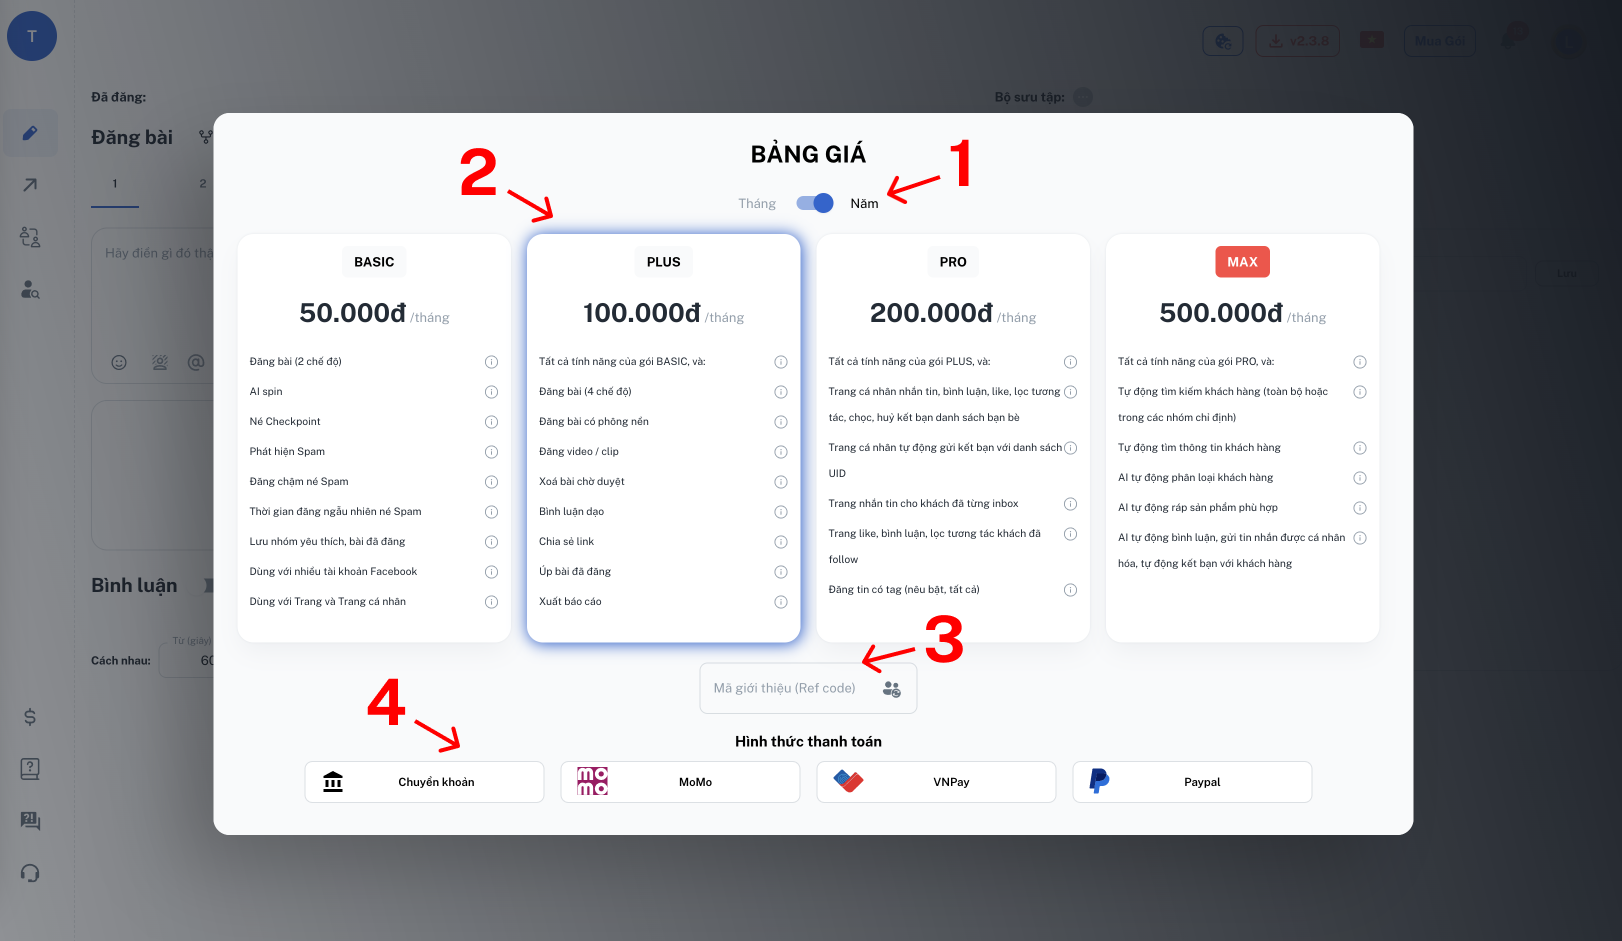 T
v2.3.8
Mua Gói
Đã đăng:
Bộ sưu tập:
Đăng bài
1
2
Hãy điền gì đó thậ
Lưu
Bình luận
Từ (giây)
Cách nhau:
60
BẢNG GIÁ
1
2
Tháng
Năm
BASIC
50.000đ /tháng
Đăng bài (2 chế độ)
AI spin
Né Checkpoint
Phát hiện Spam
Đăng chậm né Spam
Thời gian đăng ngẫu nhiên né Spam
Lưu nhóm yêu thích, bài đã đăng
Dùng với nhiều tài khoản Facebook
Dùng với Trang và Trang cá nhân
PLUS
100.000đ /tháng
Tất cả tính năng của gói BASIC, và:
Đăng bài (4 chế độ)
Đăng bài có phông nền
Đăng video / clip
Xoá bài chờ duyệt
Bình luận dạo
Chia sẻ link
Úp bài đã đăng
Xuất báo cáo
PRO
200.000đ /tháng
Tất cả tính năng của gói PLUS, và:
Trang cá nhân nhắn tin, bình luận, like, lọc tương
tác, chọc, huỷ kết bạn danh sách bạn bè
Trang cá nhân tự động gửi kết bạn với danh sách
UID
Trang nhắn tin cho khách đã từng inbox
Trang like, bình luận, lọc tương tác khách đã
follow
Đăng tin có tag (nêu bật, tất cả)
MAX
500.000đ /tháng
Tất cả tính năng của gói PRO, và:
Tự động tìm kiếm khách hàng (toàn bộ hoặc
trong các nhóm chỉ định)
Tự động tìm thông tin khách hàng
AI tự động phân loại khách hàng
AI tự động ráp sản phẩm phù hợp
AI tự động bình luận, gửi tin nhắn được cá nhân
hóa, tự động kết bạn với khách hàng
3
Mã giới thiệu (Ref code)
4
Hình thức thanh toán
Chuyển khoản
mo
mo
MoMo
VNPay
Paypal